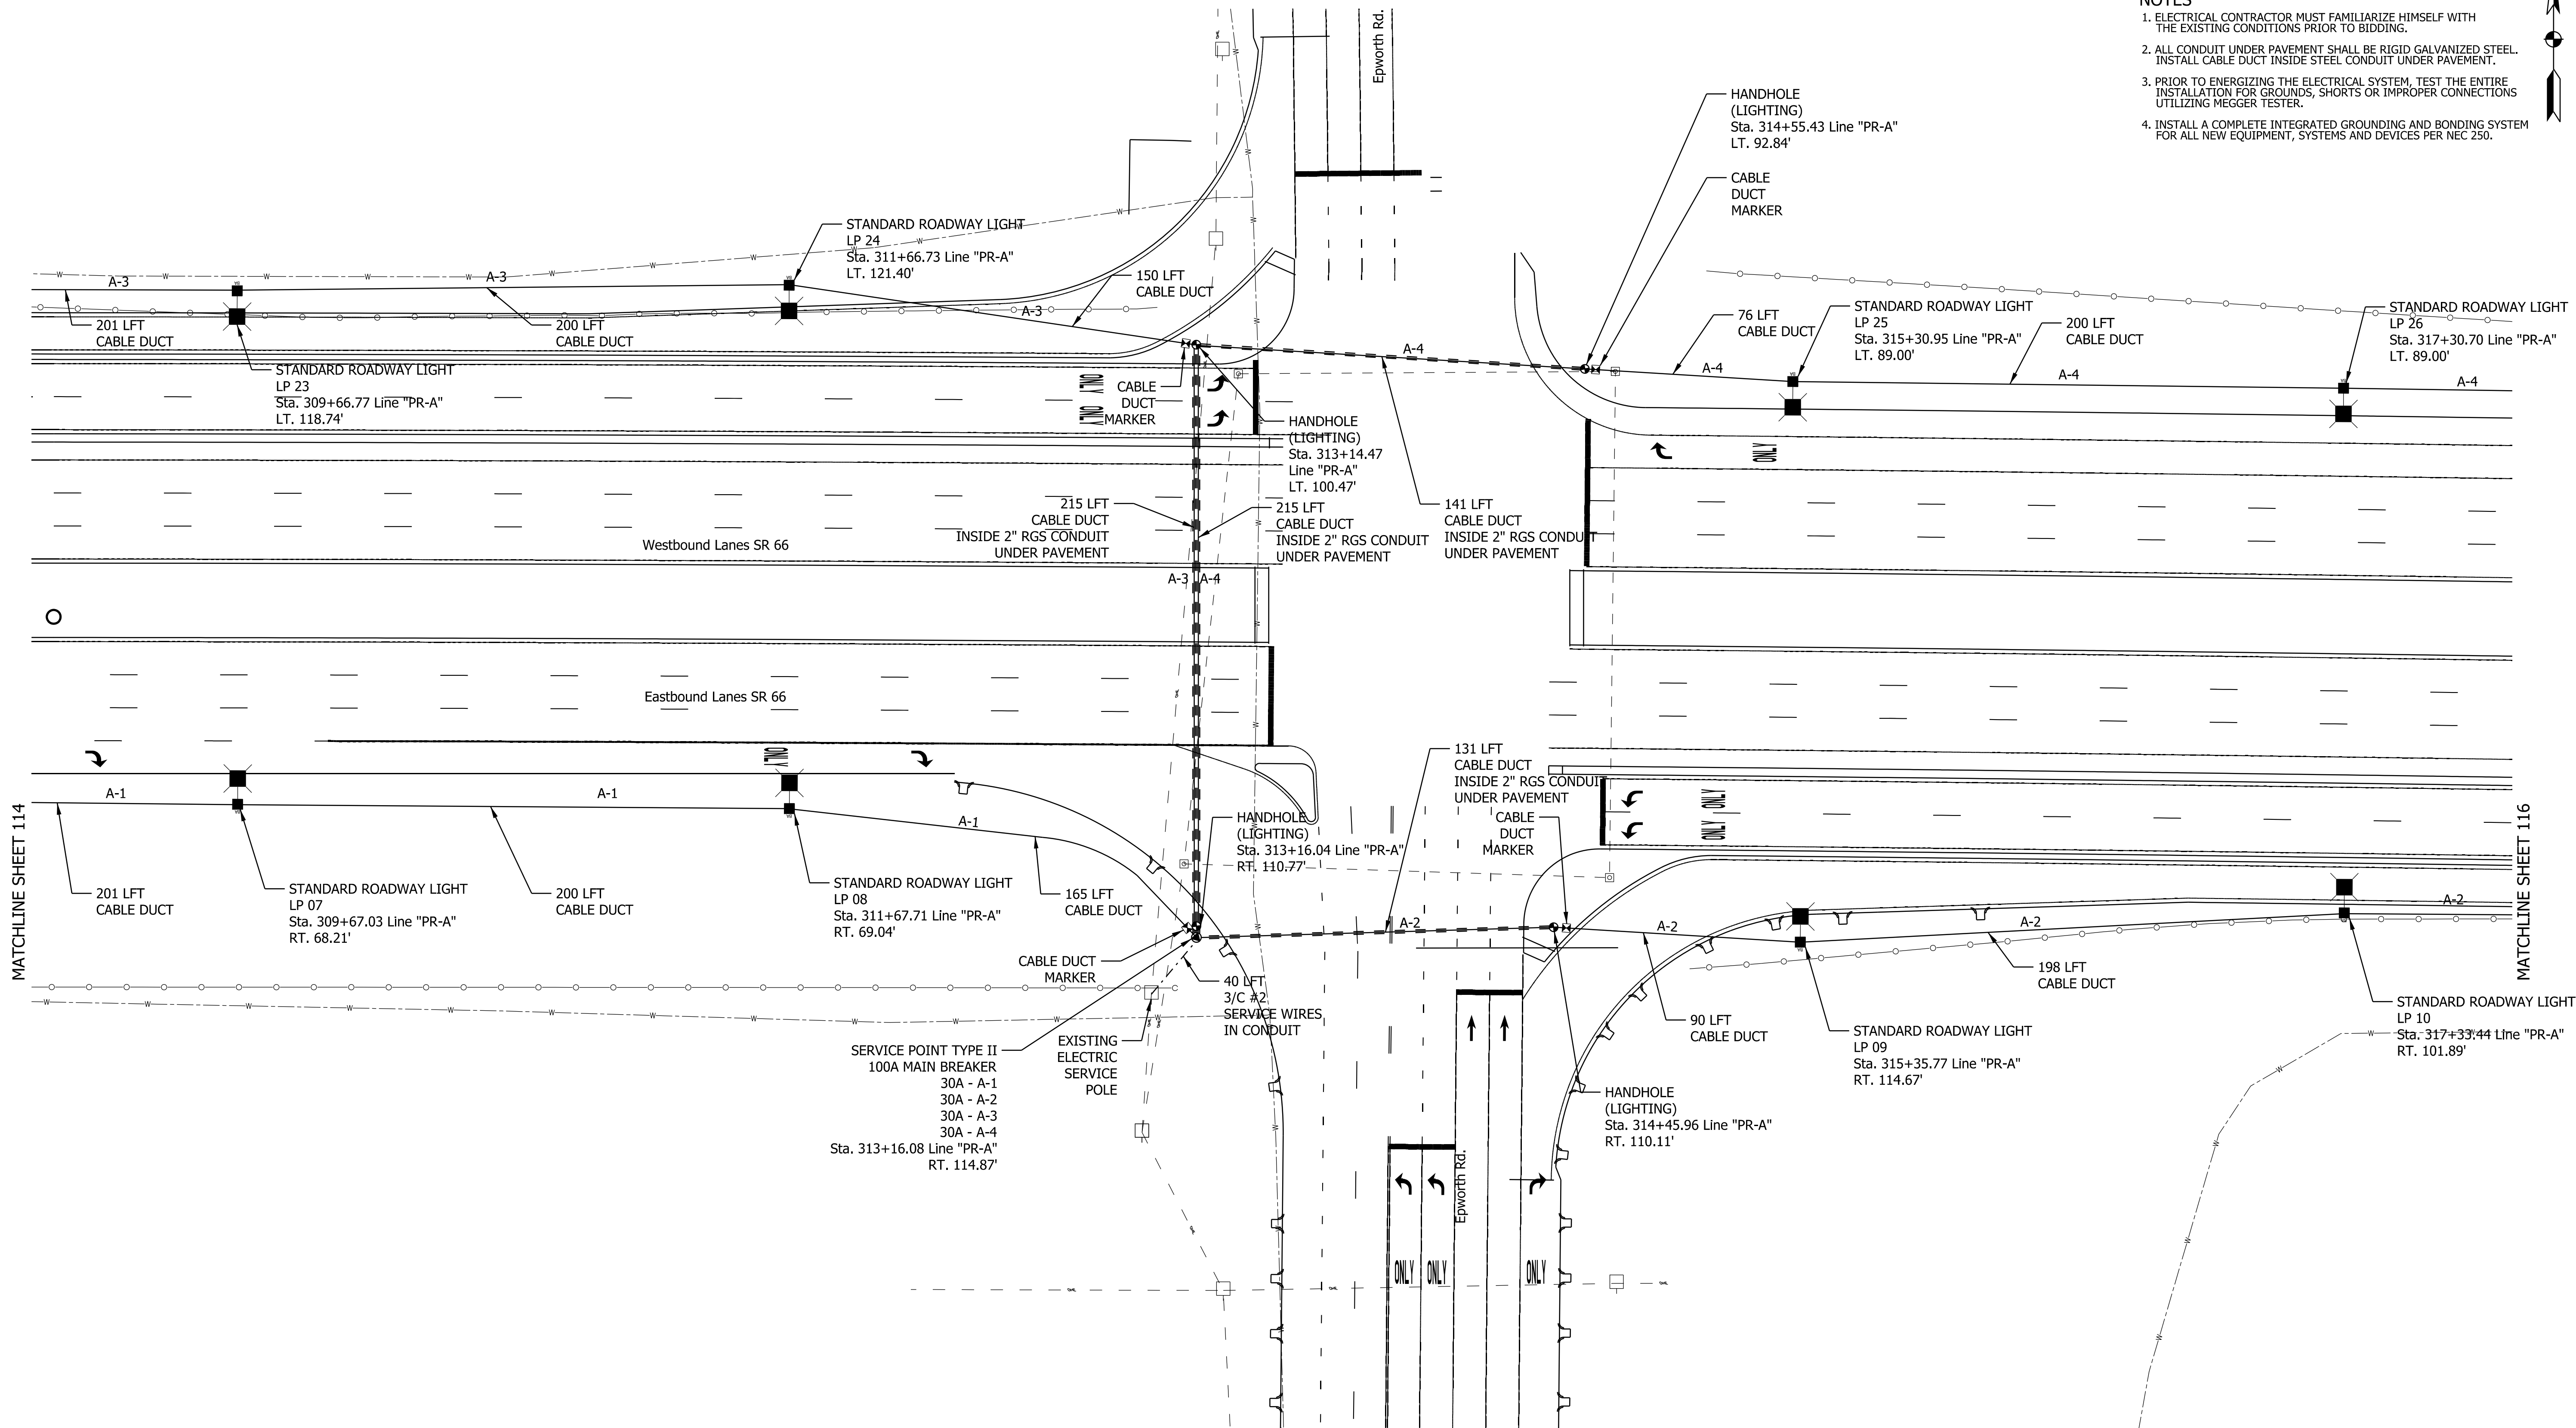 NOTES
1. ELECTRICAL CONTRACTOR MUST FAMILIARIZE HIMSELF WITH
THE EXISTING CONDITIONS PRIOR TO BIDDING.
2. ALL CONDUIT UNDER PAVEMENT SHALL BE RIGID GALVANIZED STEEL.
INSTALL CABLE DUCT INSIDE STEEL CONDUIT UNDER PAVEMENT.
3. PRIOR TO ENERGIZING THE ELECTRICAL SYSTEM, TEST THE ENTIRE
INSTALLATION FOR GROUNDS, SHORTS OR IMPROPER CONNECTIONS
UTILIZING MEGGER TESTER.
4. INSTALL A COMPLETE INTEGRATED GROUNDING AND BONDING SYSTEM
FOR ALL NEW EQUIPMENT, SYSTEMS AND DEVICES PER NEC 250.
Epworth Rd.
HANDHOLE
(LIGHTING)
Sta. 314+55.43 Line "PR-A"
LT. 92.84'
CABLE
DUCT
MARKER
STANDARD ROADWAY LIGHT
LP 24
Sta. 311+66.73 Line "PR-A"
LT. 121.40'
150 LFT
CABLE DUCT
A-3
A-3
A-3
201 LFT
CABLE DUCT
200 LFT
CABLE DUCT
STANDARD ROADWAY LIGHT
LP 23
Sta. 309+66.77 Line "PR-A"
LT. 118.74'
76 LFT
CABLE DUCT
STANDARD ROADWAY LIGHT
LP 25
Sta. 315+30.95 Line "PR-A"
LT. 89.00'
200 LFT
CABLE DUCT
STANDARD ROADWAY LIGHT
LP 26
Sta. 317+30.70 Line "PR-A"
LT. 89.00'
A-4
A-4
A-4
A-4
ONLY
ONLY
CABLE
DUCT
MARKER
HANDHOLE
(LIGHTING)
Sta. 313+14.47
Line "PR-A"
LT. 100.47'
ONLY
215 LFT
CABLE DUCT
INSIDE 2" RGS CONDUIT
UNDER PAVEMENT
215 LFT
CABLE DUCT
INSIDE 2" RGS CONDUIT
UNDER PAVEMENT
141 LFT
CABLE DUCT
INSIDE 2" RGS CONDUIT
UNDER PAVEMENT
Westbound Lanes SR 66
A-3
A-4
Eastbound Lanes SR 66
ONLY
131 LFT
CABLE DUCT
INSIDE 2" RGS CONDUIT
UNDER PAVEMENT
CABLE
DUCT
MARKER
ONLY
ONLY
A-1
A-1
A-1
HANDHOLE
(LIGHTING)
Sta. 313+16.04 Line "PR-A"
RT. 110.77'
MATCHLINE SHEET 114
MATCHLINE SHEET 116
201 LFT
CABLE DUCT
STANDARD ROADWAY LIGHT
LP 07
Sta. 309+67.03 Line "PR-A"
RT. 68.21'
200 LFT
CABLE DUCT
STANDARD ROADWAY LIGHT
LP 08
Sta. 311+67.71 Line "PR-A"
RT. 69.04'
165 LFT
CABLE DUCT
A-2
A-2
A-2
A-2
CABLE DUCT
MARKER
40 LFT
3/C #2
SERVICE WIRES
IN CONDUIT
198 LFT
CABLE DUCT
90 LFT
CABLE DUCT
STANDARD ROADWAY LIGHT
LP 09
Sta. 315+35.77 Line "PR-A"
RT. 114.67'
STANDARD ROADWAY LIGHT
LP 10
Sta. 317+33.44 Line "PR-A"
RT. 101.89'
SERVICE POINT TYPE II
100A MAIN BREAKER
30A - A-1
30A - A-2
30A - A-3
30A - A-4
Sta. 313+16.08 Line "PR-A"
RT. 114.87'
EXISTING
ELECTRIC
SERVICE
POLE
HANDHOLE
(LIGHTING)
Sta. 314+45.96 Line "PR-A"
RT. 110.11'
Epworth Rd.
ONLY
ONLY
ONLY